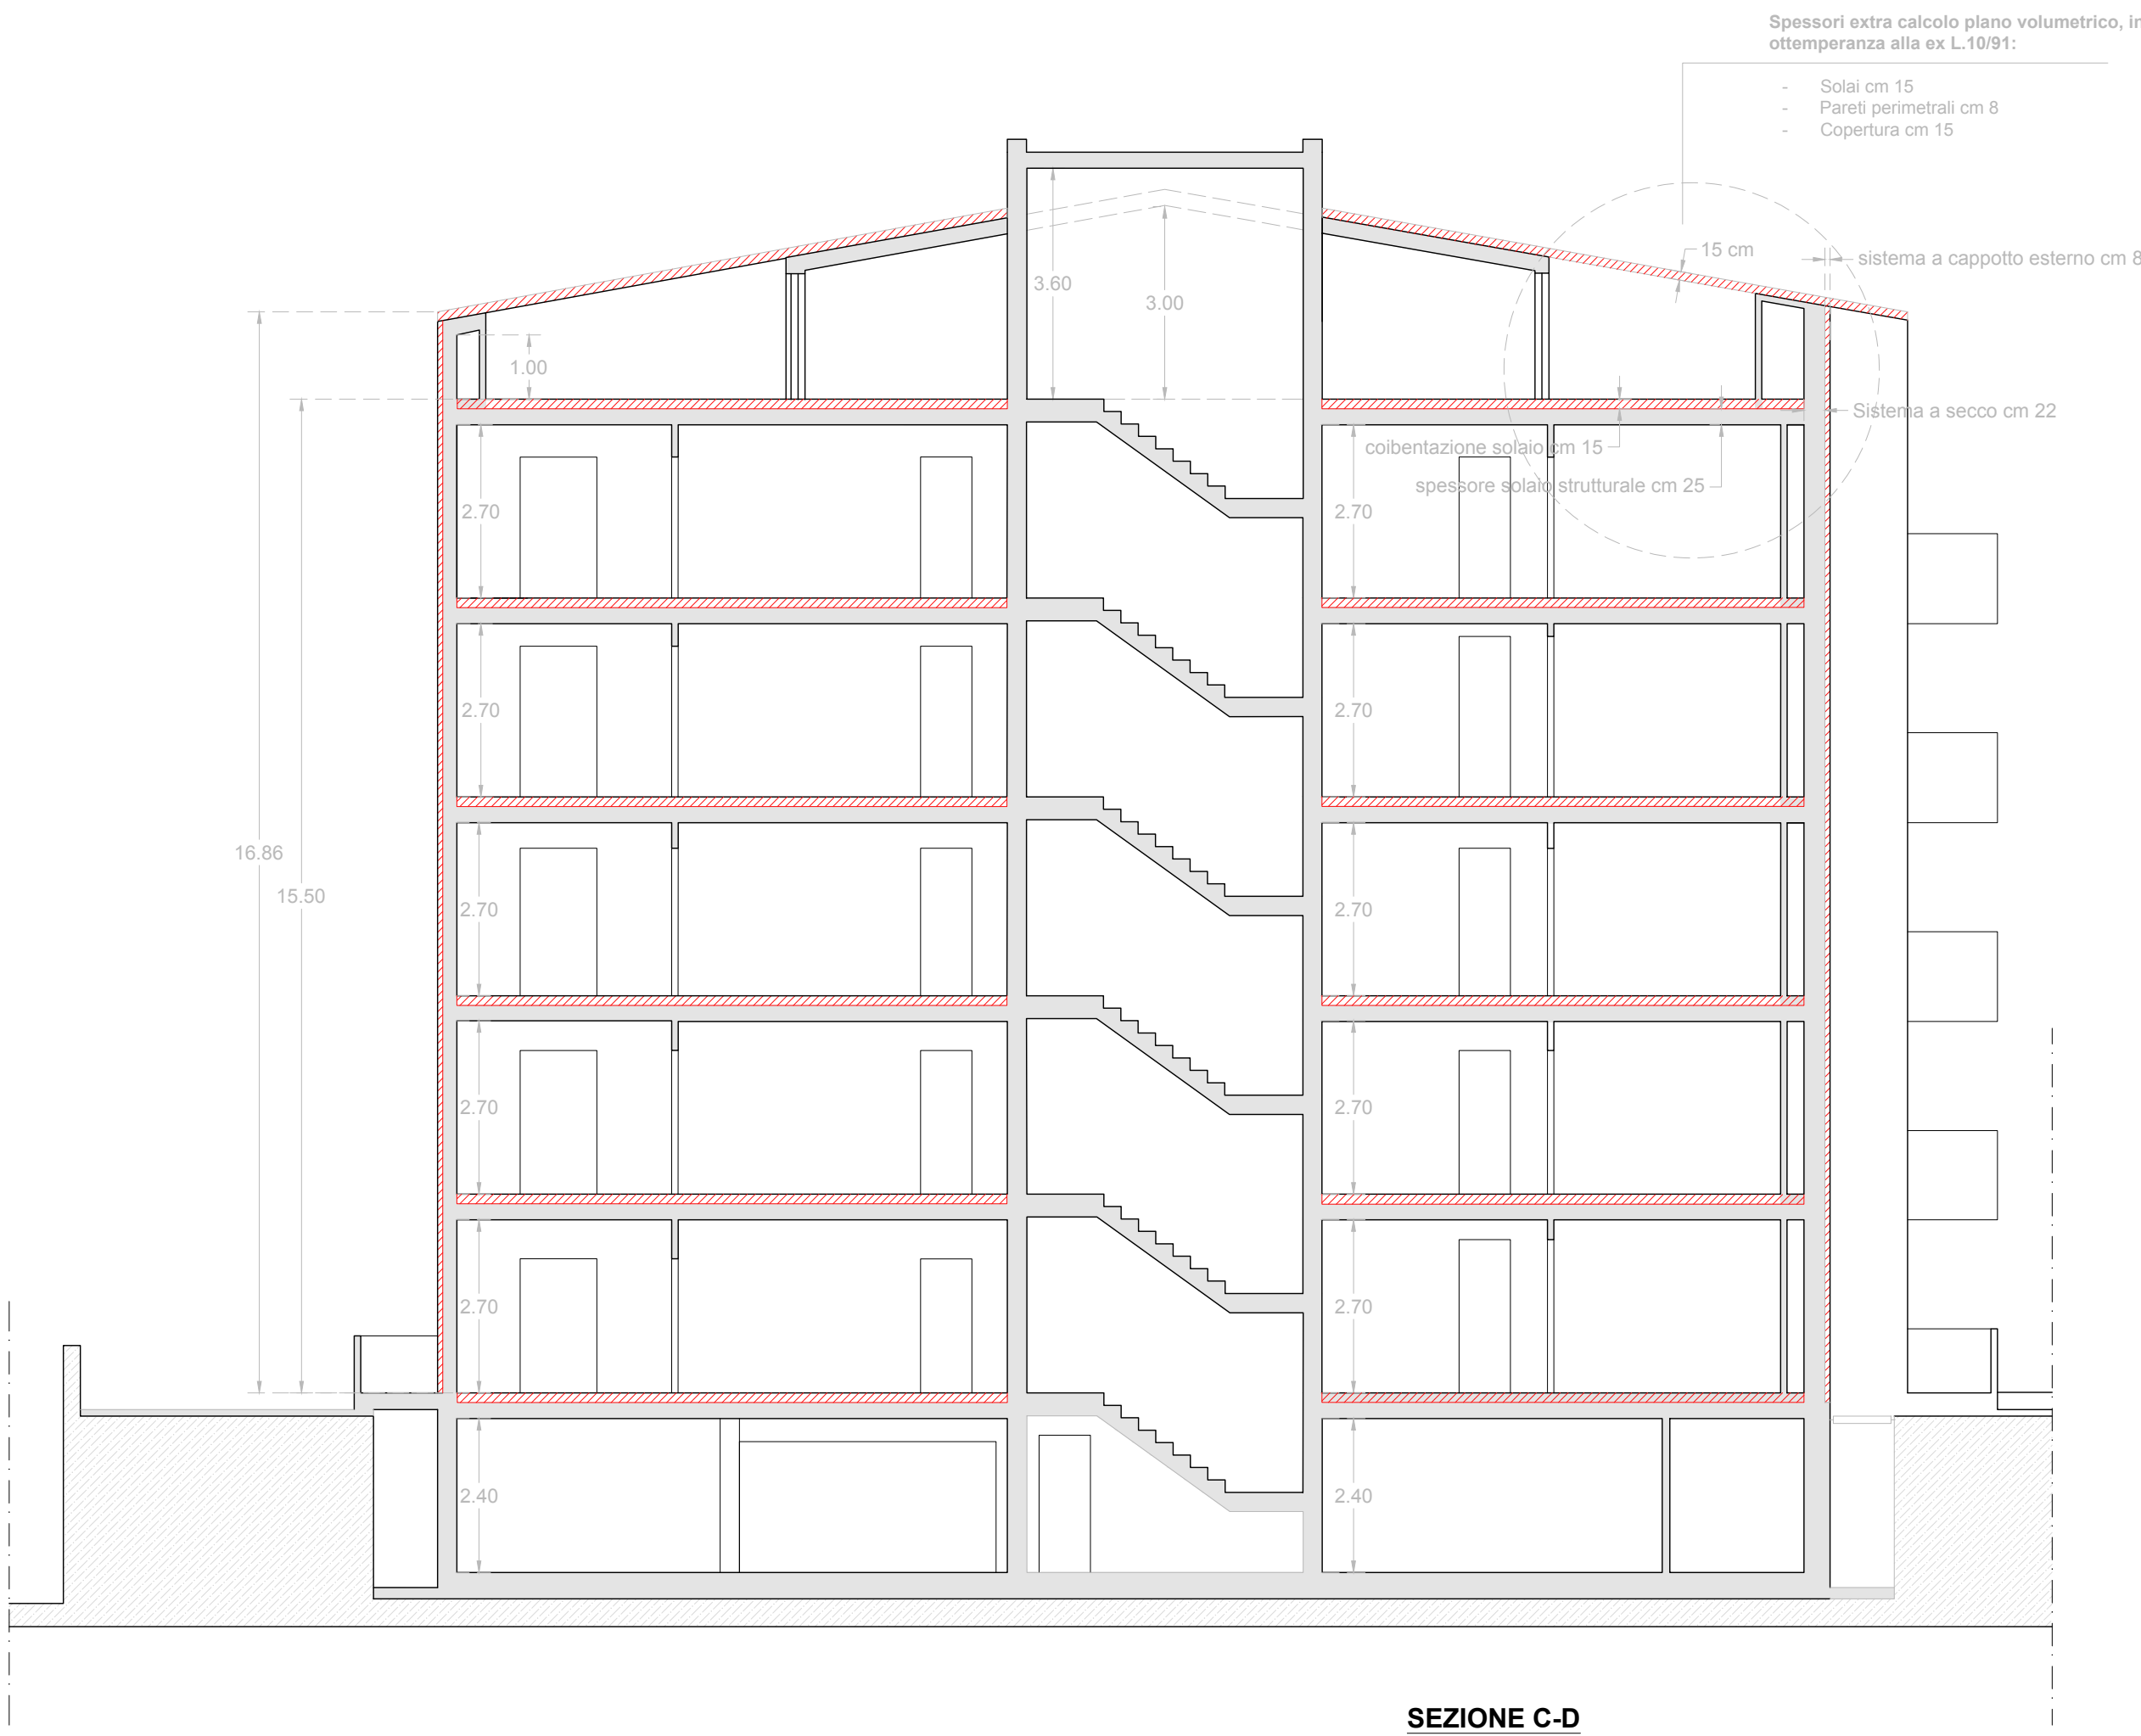 Spessori extra calcolo plano volumetrico, in
ottemperanza alla ex L.10/91:
- Solai cm 15
- Pareti perimetrali cm 8
- Copertura cm 15
15 cm
sistema a cappotto esterno cm 8
3.60
3.00
1.00
Sistema a secco cm 22
coibentazione solaio cm 15
spessore solaio strutturale cm 25
2.70
2.70
2.70
2.70
16.86
15.50
2.70
2.70
2.70
2.70
2.70
2.70
2.40
2.40
SEZIONE C-D